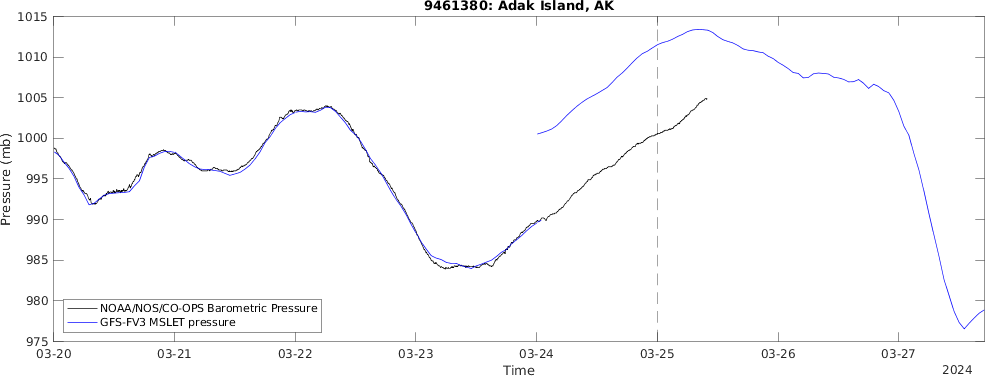 9461380: Adak Island, AK
1015
1010
1005
1000
995
990
985
980
975
Pressure (mb)
NOAA/NOS/CO-OPS Barometric Pressure
GFS-FV3 MSLET pressure
03-20 03-21 03-22 03-23 03-24 03-25 03-26 03-27
Time
2024